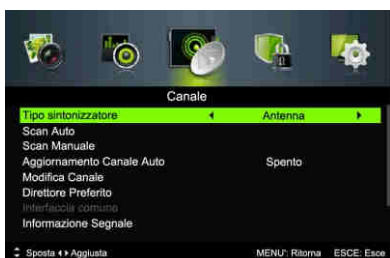 Canale
Tipo sintonizzatore Antenna
Scan Auto
Scan Manuale
Aggiornamento Canale Auto Spento
Modifica Canale
Direttore Preferito
Interfaccia comune
Informazione Segnale
Sposta Aggiusta MENU': Ritorna ESCE: Esce